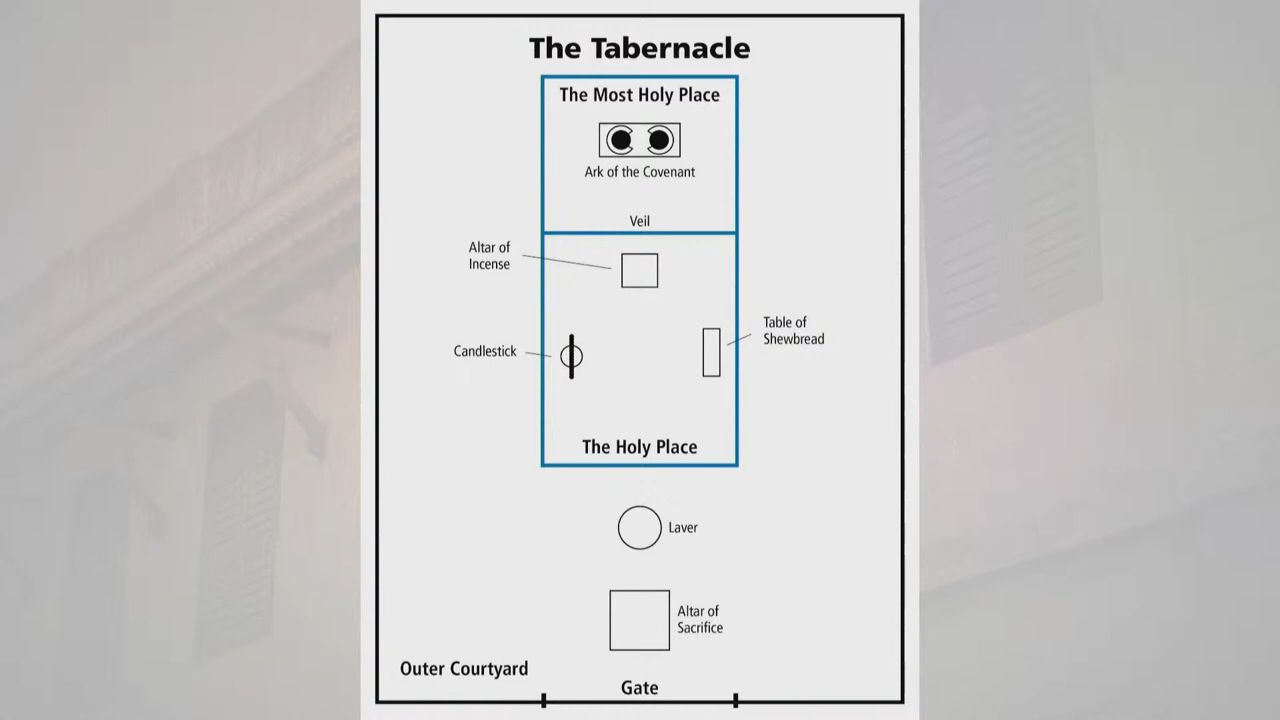 The Tabernacle
The Most Holy Place
Ark of the Covenant
Veil
Altar of
Incense
Table of
Shewbread
Candlestick
The Holy Place
Laver
Altar of
Sacrifice
Outer Courtyard
Gate